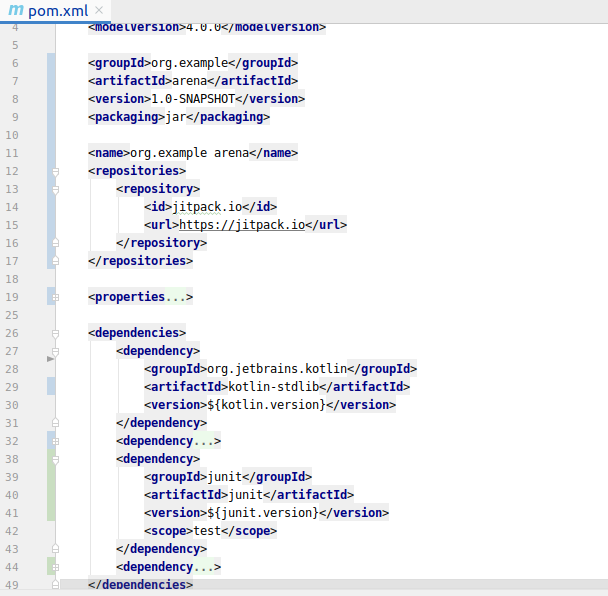 m pom.xml ×
4 <modelVersion>4.0.0</modelVersion>
5
6 <groupId>org.example</groupId>
7 <artifactId>arena</artifactId>
8 <version>1.0-SNAPSHOT</version>
9 <packaging>jar</packaging>
10
11 <name>org.example arena</name>
12 <repositories>
13 <repository>
14 <id>jitpack.io</id>
15 <url>https://jitpack.io</url>
16 </repository>
17 </repositories>
18
19 <properties...>
25
26 <dependencies>
27 <dependency>
28 <groupId>org.jetbrains.kotlin</groupId>
29 <artifactId>kotlin-stdlib</artifactId>
30 <version>${kotlin.version}</version>
31 </dependency>
32 <dependency...>
38 <dependency>
39 <groupId>junit</groupId>
40 <artifactId>junit</artifactId>
41 <version>${junit.version}</version>
42 <scope>test</scope>
43 </dependency>
44 <dependency...>
49 </dependencies>